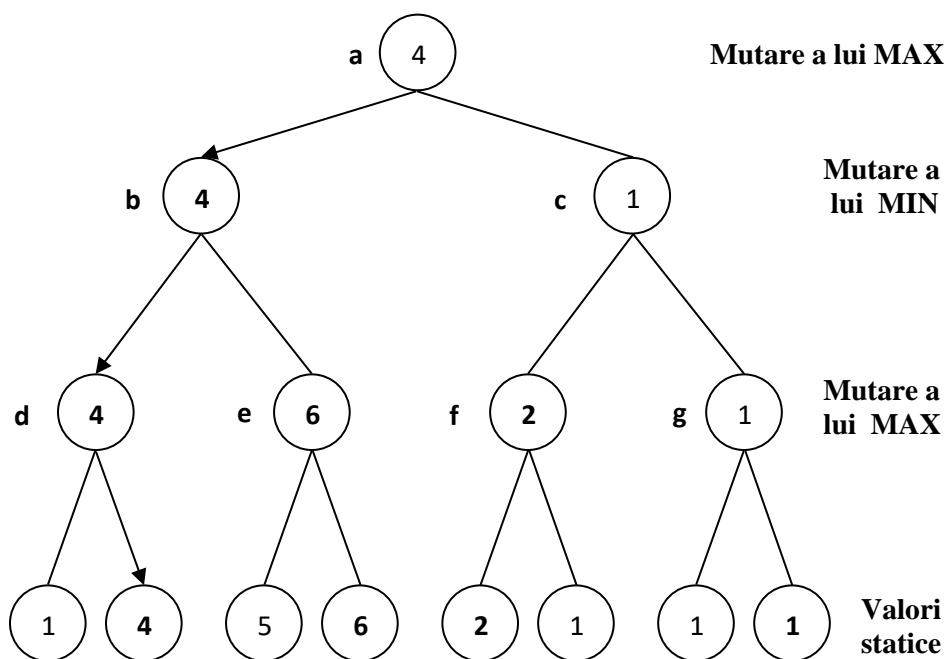 a 4 Mutare a lui MAX
b 4 c 1 Mutare a
lui MIN
d 4 e 6 f 2 g 1 Mutare a
lui MAX
1 4 5 6 2 1 1 1 Valori
statice